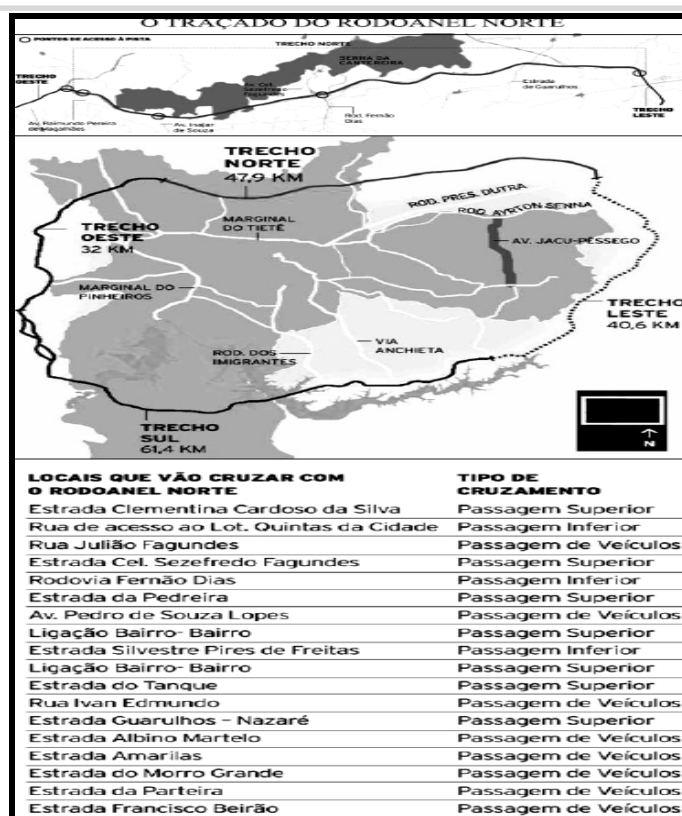 O TRAÇADO DO RODOANEL NORTE
PONTOS DE ACESSO À PISTA
TRECHO NORTE
SERRA DA
CANTAREIRA
TRECHO
OESTE
Av. Cel.
Sezefredo
Fagundes
Estrada
de Guarulhos
Av. Raimundo Pereira
de Magalhães
Av. Inajar
de Souza
Rod. Fernão
Dias
TRECHO
LESTE
TRECHO
NORTE
47,9 KM
ROD. PRES. DUTRA
ROD. AYRTON SENNA
TRECHO
OESTE
32 KM
MARGINAL
DO TIETÊ
AV. JACU-PÊSSEGO
MARGINAL DO
PINHEIROS
TRECHO
LESTE
40,6 KM
ROD. DOS
IMIGRANTES
VIA
ANCHIETA
TRECHO
SUL
61,4 KM
N
LOCAIS QUE VÃO CRUZAR COM
O RODOANEL NORTE
TIPO DE
CRUZAMENTO
Estrada Clementina Cardoso da Silva Passagem Superior
Rua de acesso ao Lot. Quintas da Cidade Passagem Inferior
Rua Julião Fagundes Passagem de Veículos
Estrada Cel. Sezefredo Fagundes Passagem Superior
Rodovia Fernão Dias Passagem Inferior
Estrada da Pedreira Passagem Superior
Av. Pedro de Souza Lopes Passagem de Veículos
Ligação Bairro- Bairro Passagem Superior
Estrada Silvestre Pires de Freitas Passagem Inferior
Ligação Bairro- Bairro Passagem Superior
Estrada do Tanque Passagem Superior
Rua Ivan Edmundo Passagem de Veículos
Estrada Guarulhos – Nazaré Passagem Superior
Estrada Albino Martelo Passagem de Veículos
Estrada Amarilas Passagem de Veículos
Estrada do Morro Grande Passagem de Veículos
Estrada da Parteira Passagem de Veículos
Estrada Francisco Beirão Passagem de Veículos